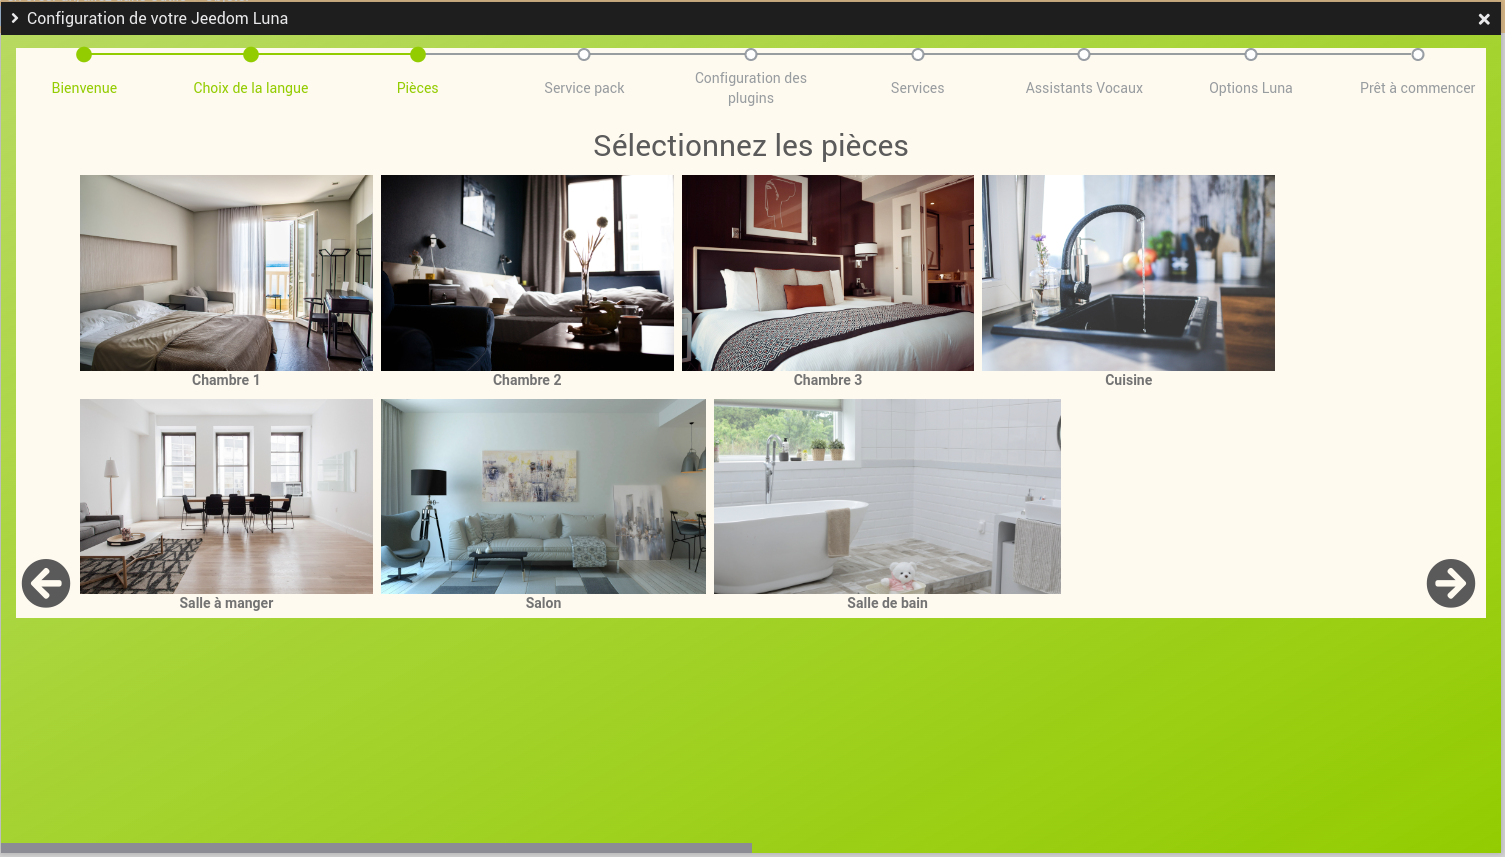 Configuration de votre Jeedom Luna
Bienvenue
Choix de la langue
Pièces
Service pack
Configuration des
plugins
Services
Assistants Vocaux
Options Luna
Prêt à commencer
Sélectionnez les pièces
Chambre 1
Chambre 2
Chambre 3
Cuisine
Salle à manger
Salon
Salle de bain